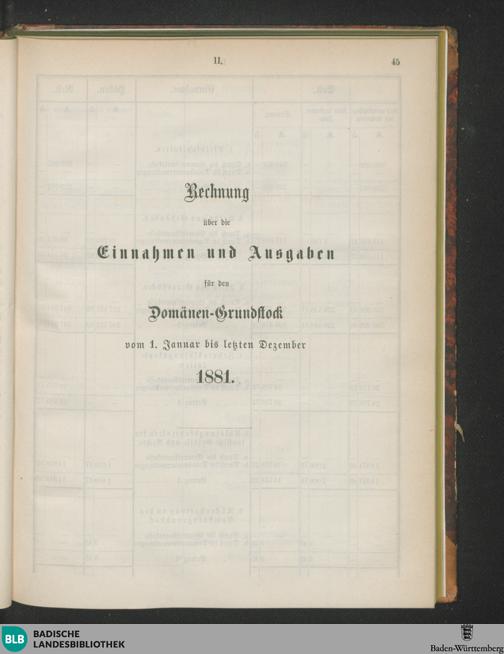 II.
45
Rechnung
über die
Einnahmen und Ausgaben
für den
Domänen-Grundstock
vom 1. Januar bis letzten Dezember
1881.
BLB BADISCHE
LANDESBIBLIOTHEK
Baden-Württemberg